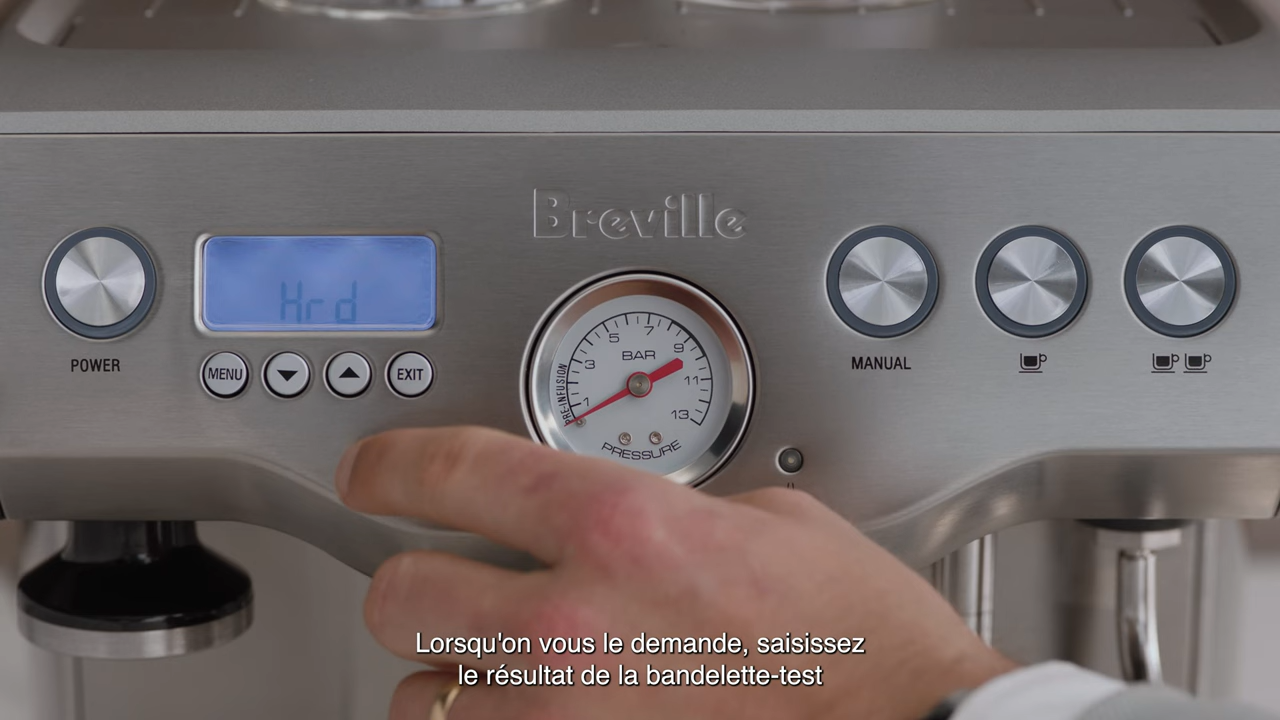 Breville
Hrd
POWER
MENU
EXIT
MANUAL
PRE-INFUSION
1
3
5
7
9
11
13
BAR
PRESSURE
Lorsqu'on vous le demande, saisissez
le résultat de la bandelette-test